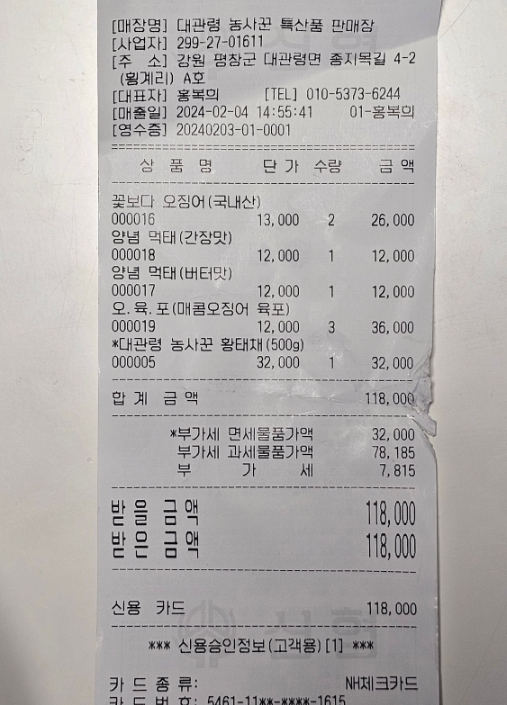 [매장명] 대관령 농사꾼 특산품 판매장
[사업자] 299-27-01611
[주 소] 강원 평창군 대관령면 종지목길 4-2
(횡계리) A호
[대표자] 홍복희 [TEL] 010-5373-6244
[매출일] 2024-02-04 14:55:41 01-홍복희
[영수증] 20240203-01-0001
상 품 명 단 가 수량 금 액
꽃보다 오징어(국내산)
000016 13,000 2 26,000
양념 먹태(간장맛)
000018 12,000 1 12,000
양념 먹태(버터맛)
000017 12,000 1 12,000
오.육.포(매콤오징어 육포)
000019 12,000 3 36,000
*대관령 농사꾼 황태채(500g)
000005 32,000 1 32,000
합 계 금 액 118,000
*부가세 면세물품가액 32,000
부가세 과세물품가액 78,185
부 가 세 7,815
받을 금액 118,000
받은 금액 118,000
신용 카드 118,000
*** 신용승인정보(고객용)[1] ***
카 드 종 류: NH체크카드
카 드 번 호: 5461-11**-****-1615